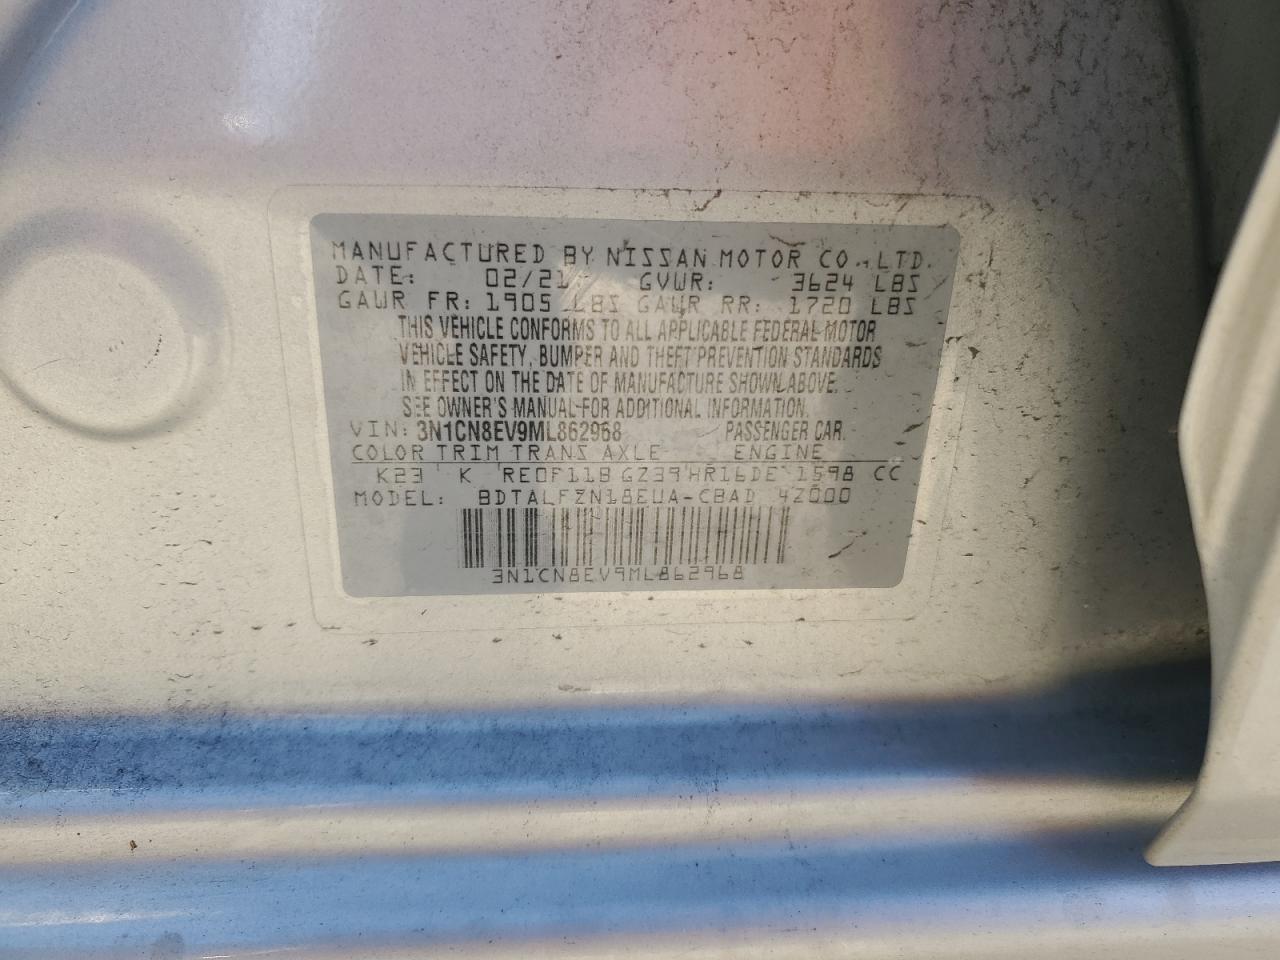 MANUFACTURED BY NISSAN MOTOR CO., LTD.
DATE: 02/21 GVWR: 3624 LBS
GAWR FR: 1905 LBS GAWR RR: 1720 LBS
THIS VEHICLE CONFORMS TO ALL APPLICABLE FEDERAL MOTOR
VEHICLE SAFETY, BUMPER AND THEFT PREVENTION STANDARDS
IN EFFECT ON THE DATE OF MANUFACTURE SHOWN ABOVE.
SEE OWNER'S MANUAL FOR ADDITIONAL INFORMATION.
VIN: 3N1CN8EV9ML862968 PASSENGER CAR.
COLOR TRIM TRANS AXLE ENGINE
K23 K RE0F11B GZ39 HR16DE 1598 CC
MODEL: BDTALFZN18EUA-CBAD 42000
3N1CN8EV9ML862968